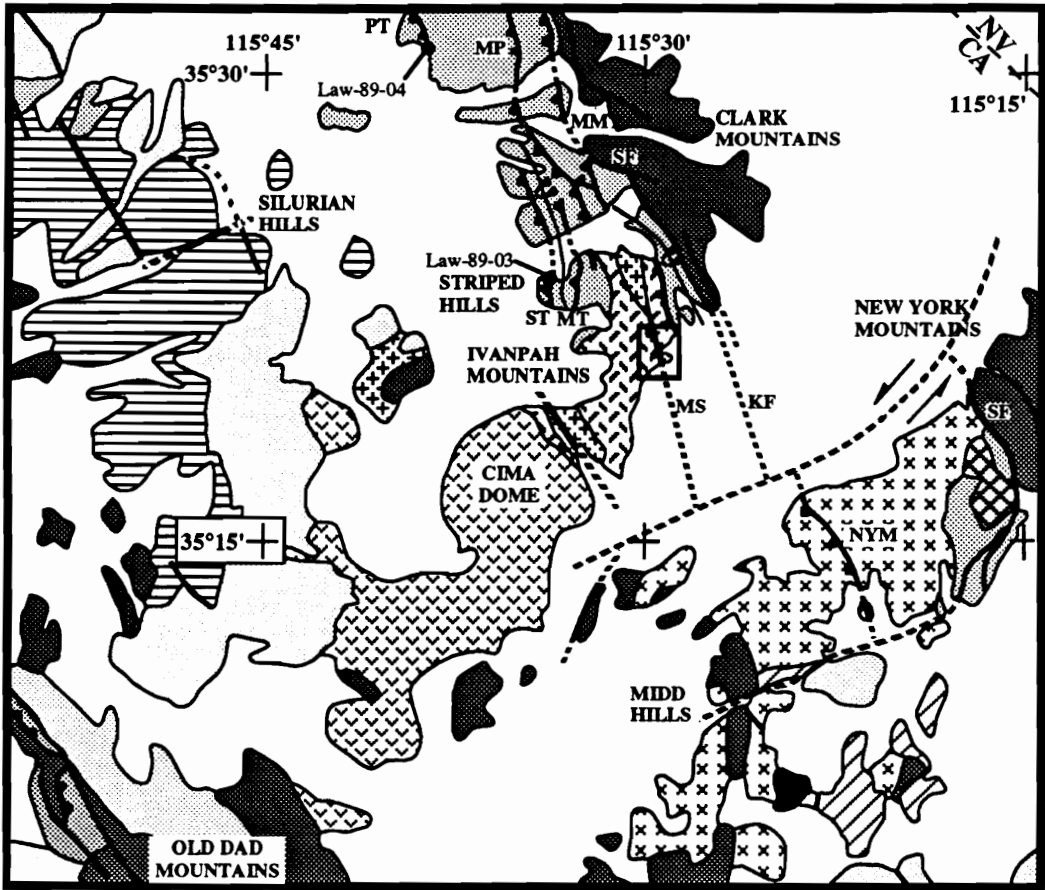 PT
115°45'
MP
115°30'
NV
CA
35°30'
Law-89-04
115°15'
MM
CLARK
MOUNTAINS
SF
SILURIAN
HILLS
Law-89-03
STRIPED
HILLS
ST MT
NEW YORK
MOUNTAINS
IVANPAH
MOUNTAINS
MS
KF
SF
CIMA
DOME
35°15'
NYM
MIDD
HILLS
OLD DAD
MOUNTAINS